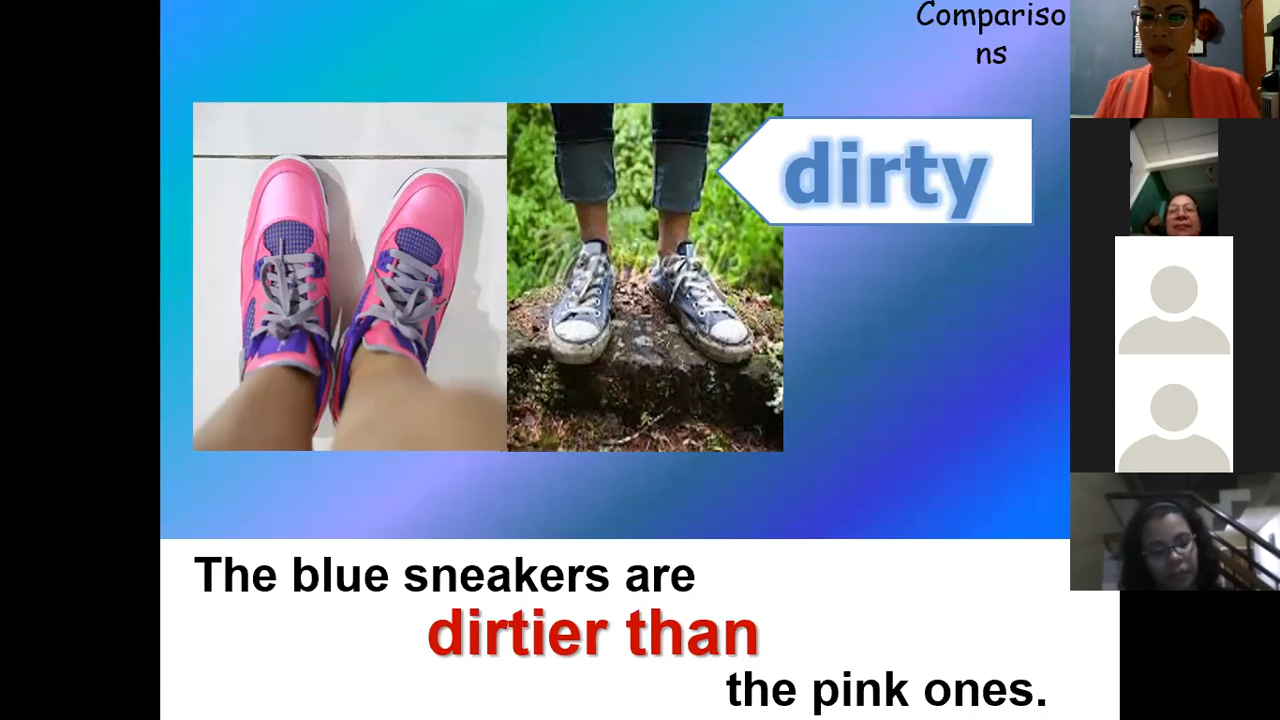 Compariso
ns
dirty
The blue sneakers are
dirtier than
the pink ones.